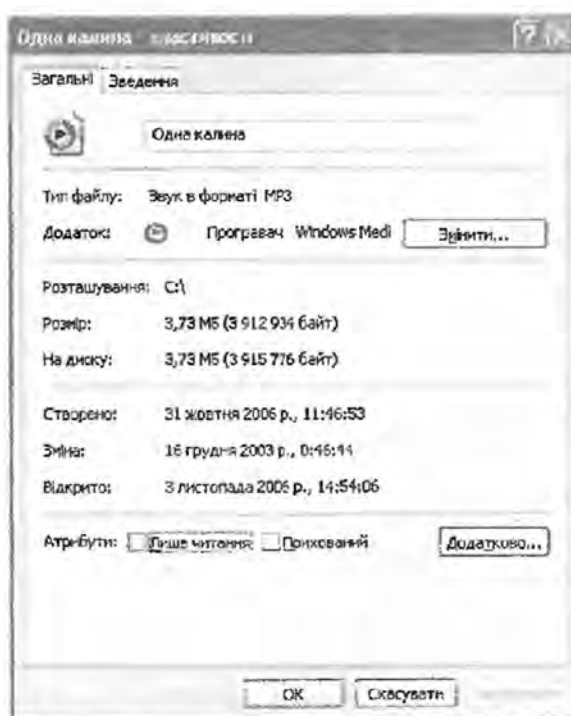 Одна калина властивості
Загальні Зведення
Одна калина
Тип файлу: Звук в форматі MP3
Додаток: Програвач Windows Medi Змінити...
Розташування: C:\
Розмір: 3,73 МБ (3 912 934 байт)
На диску: 3,73 МБ (3 915 776 байт)
Створено: 31 жовтня 2006 р., 11:46:53
Зміна: 16 грудня 2003 р., 0:46:44
Відкрито: 3 листопада 2006 р., 14:54:06
Атрибути: Лише читання Прихований Додатково...
ОК Скасувати